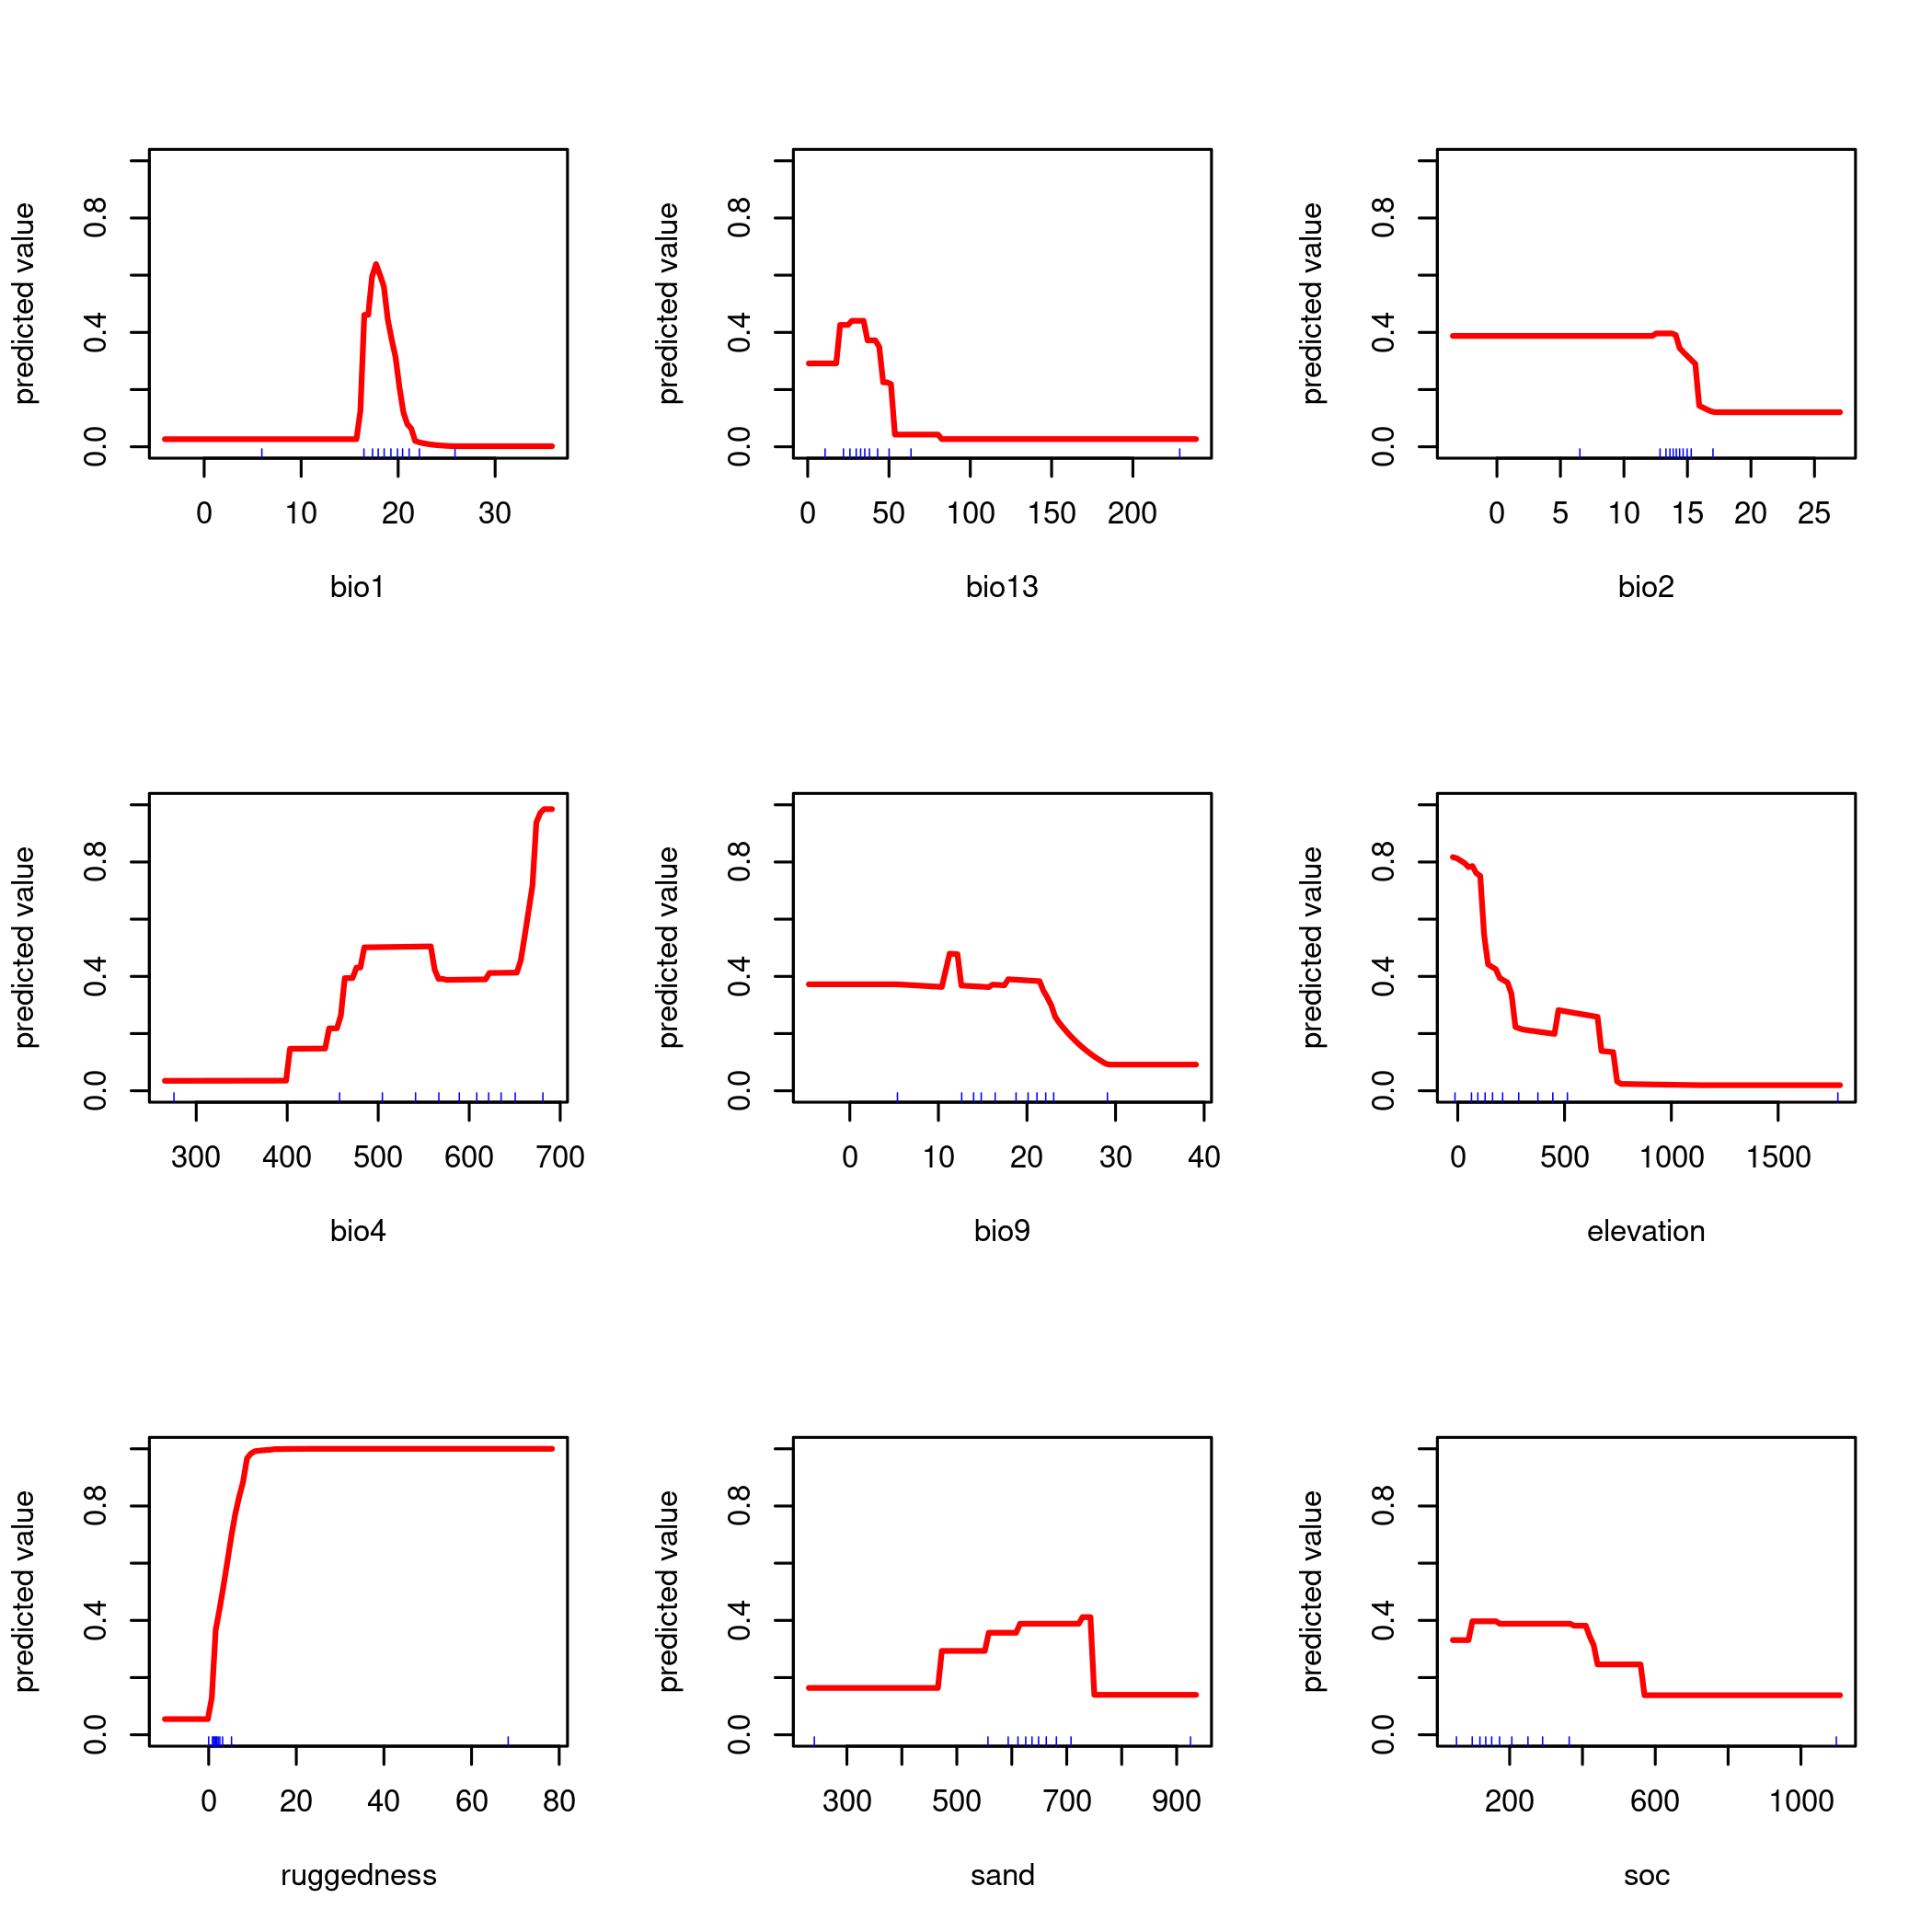 predicted value
0.0 0.4 0.8
0 10 20 30
bio1
predicted value
0.0 0.4 0.8
0 50 100 150 200
bio13
predicted value
0.0 0.4 0.8
0 5 10 15 20 25
bio2
predicted value
0.0 0.4 0.8
300 400 500 600 700
bio4
predicted value
0.0 0.4 0.8
0 10 20 30 40
bio9
predicted value
0.0 0.4 0.8
0 500 1000 1500
elevation
predicted value
0.0 0.4 0.8
0 20 40 60 80
ruggedness
predicted value
0.0 0.4 0.8
300 500 700 900
sand
predicted value
0.0 0.4 0.8
200 600 1000
soc